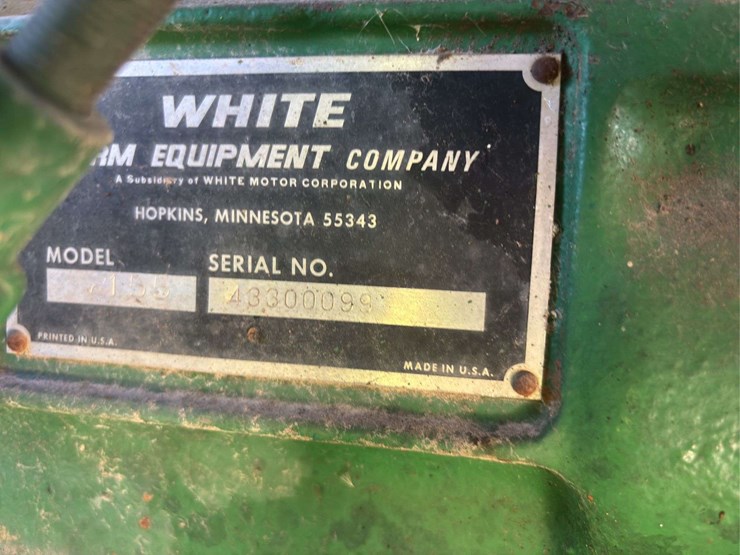 WHITE
RM EQUIPMENT COMPANY
A Subsidiary of WHITE MOTOR CORPORATION
HOPKINS, MINNESOTA 55343
MODEL SERIAL NO.
43300099
PRINTED IN U.S.A.
MADE IN U.S.A.